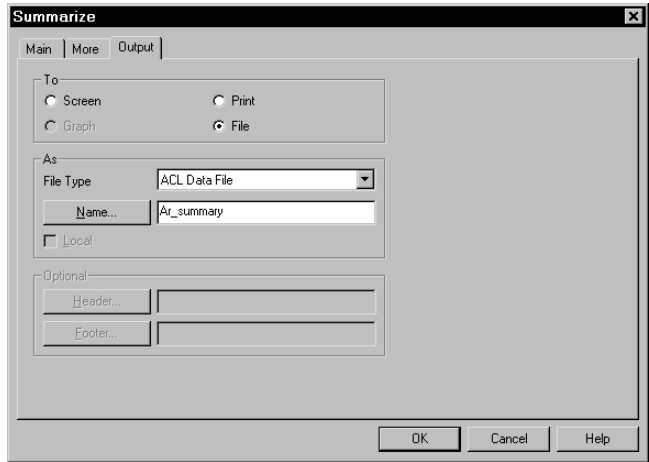 Summarize
Main More Output
To
Screen Print
Graph File
As
File Type ACL Data File
Name... Ar_summary
Local
Optional
Header...
Footer...
OK Cancel Help